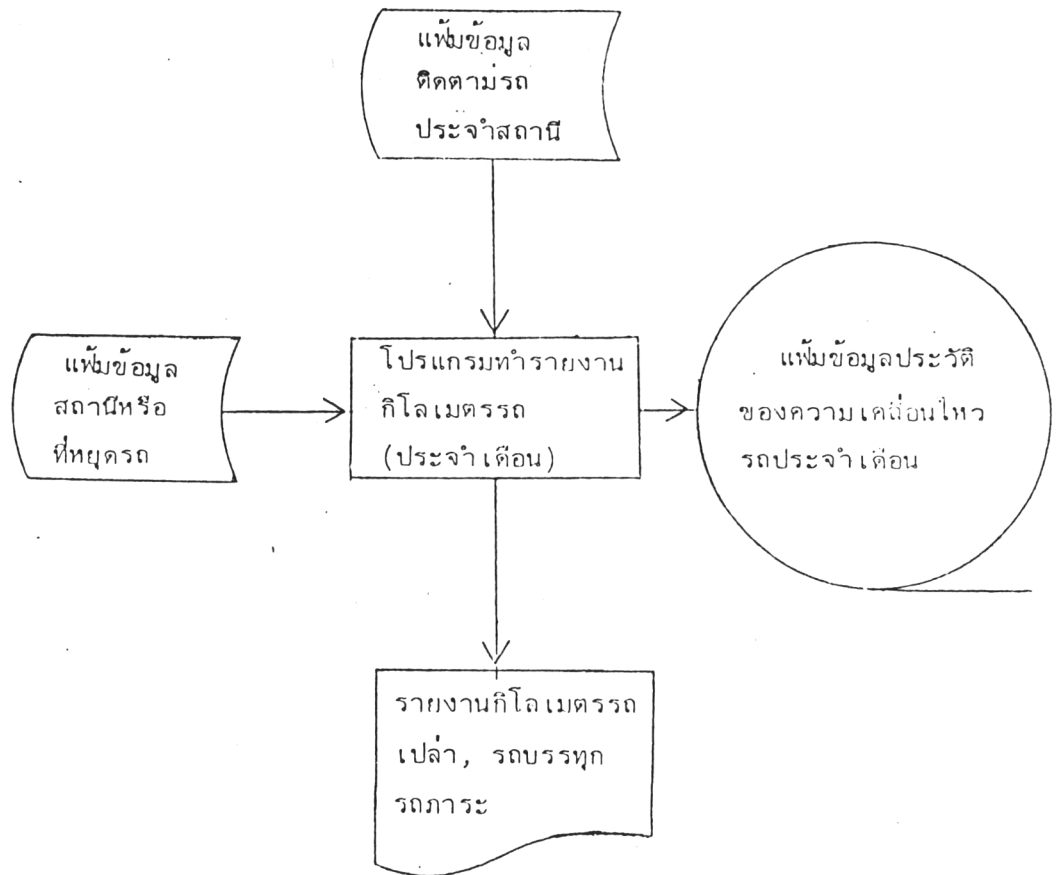 แฟ้มข้อมูล
ติดตามรถ
ประจำสถานี
แฟ้มข้อมูล
สถานีหรือ
ที่หยุดรถ
โปรแกรมทำรายงาน
กิโลเมตรรถ
(ประจำเดือน)
แฟ้มข้อมูลประวัติ
ของความเคลื่อนไหว
รถประจำเดือน
รายงานกิโลเมตรรถ
เปล่า, รถบรรทุก
รถภาระ